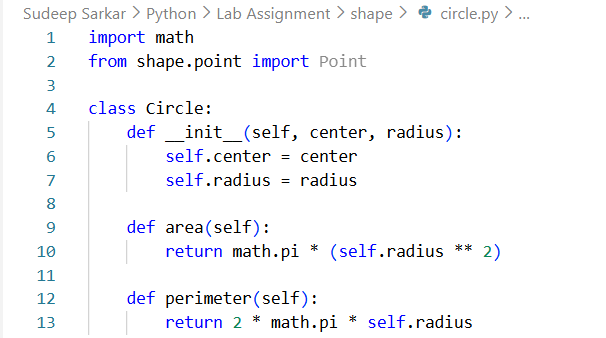 Sudeep Sarkar > Python > Lab Assignment > shape > circle.py > ...
1 import math
2 from shape.point import Point
3
4 class Circle:
5     def __init__(self, center, radius):
6         self.center = center
7         self.radius = radius
8
9     def area(self):
10         return math.pi * (self.radius ** 2)
11
12     def perimeter(self):
13         return 2 * math.pi * self.radius